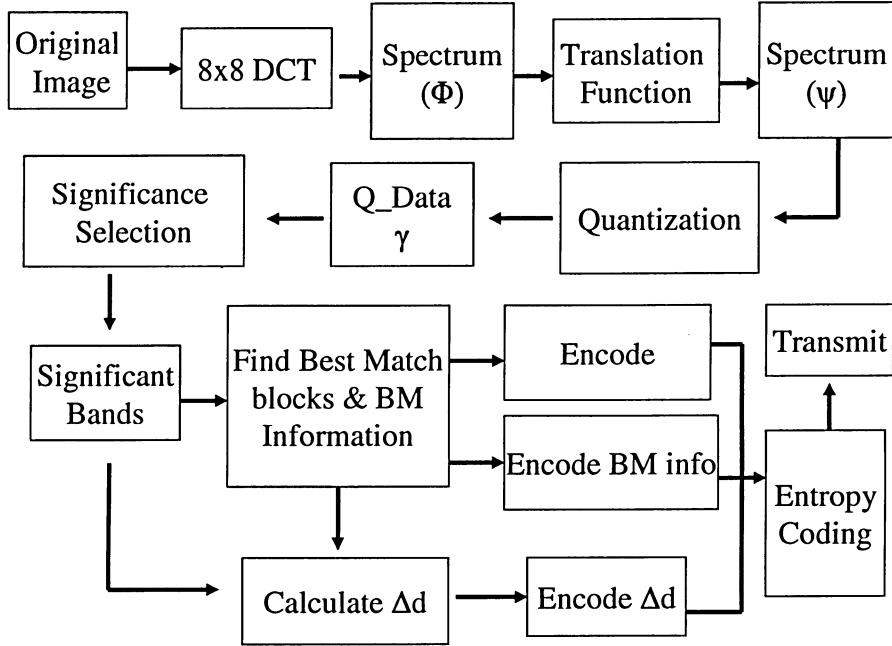 Original
Image
8x8 DCT
Spectrum
(Φ)
Translation
Function
Spectrum
(ψ)
Significance
Selection
Q_Data
γ
Quantization
Significant
Bands
Find Best Match
blocks & BM
Information
Encode
Transmit
Encode BM info
Entropy
Coding
Calculate Δd
Encode Δd